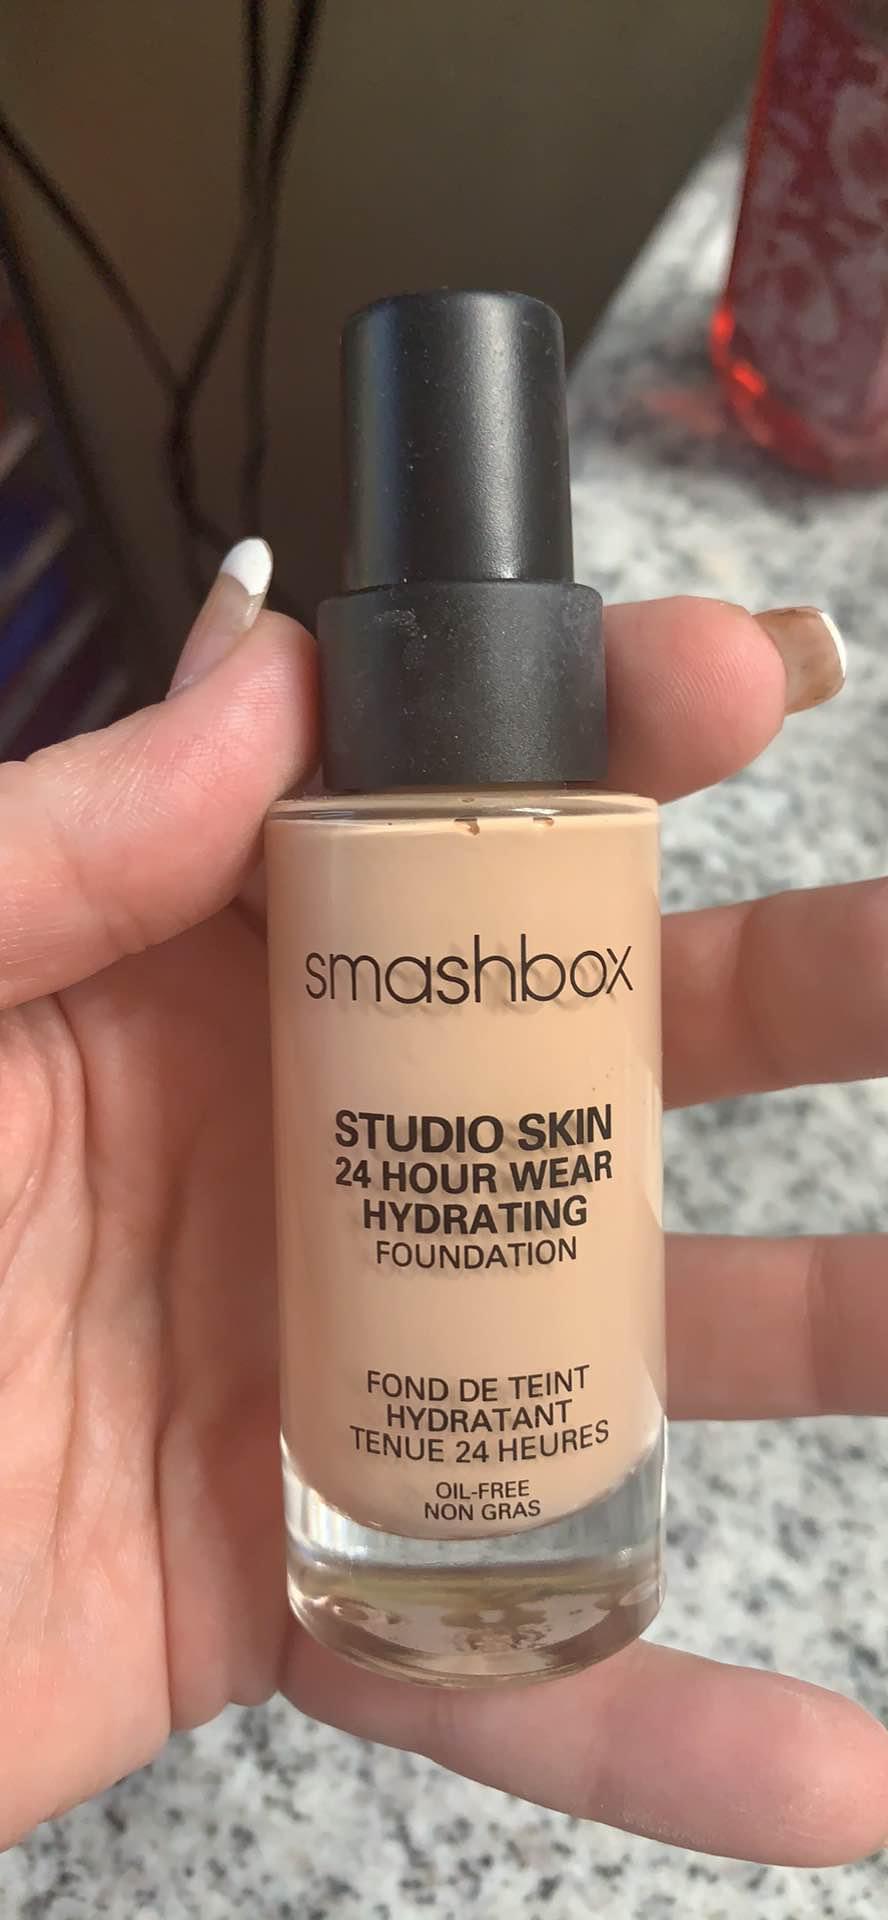 smashbox
STUDIO SKIN
24 HOUR WEAR
HYDRATING
FOUNDATION
FOND DE TEINT
HYDRATANT
TENUE 24 HEURES
OIL-FREE
NON GRAS